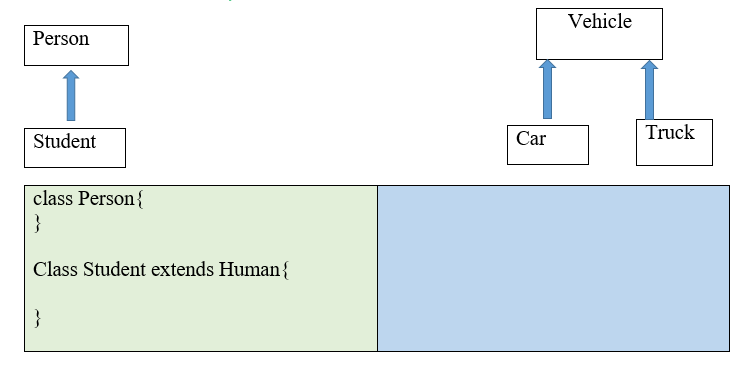 Person
Vehicle
Student
Car
Truck
class Person{
}
Class Student extends Human{
}